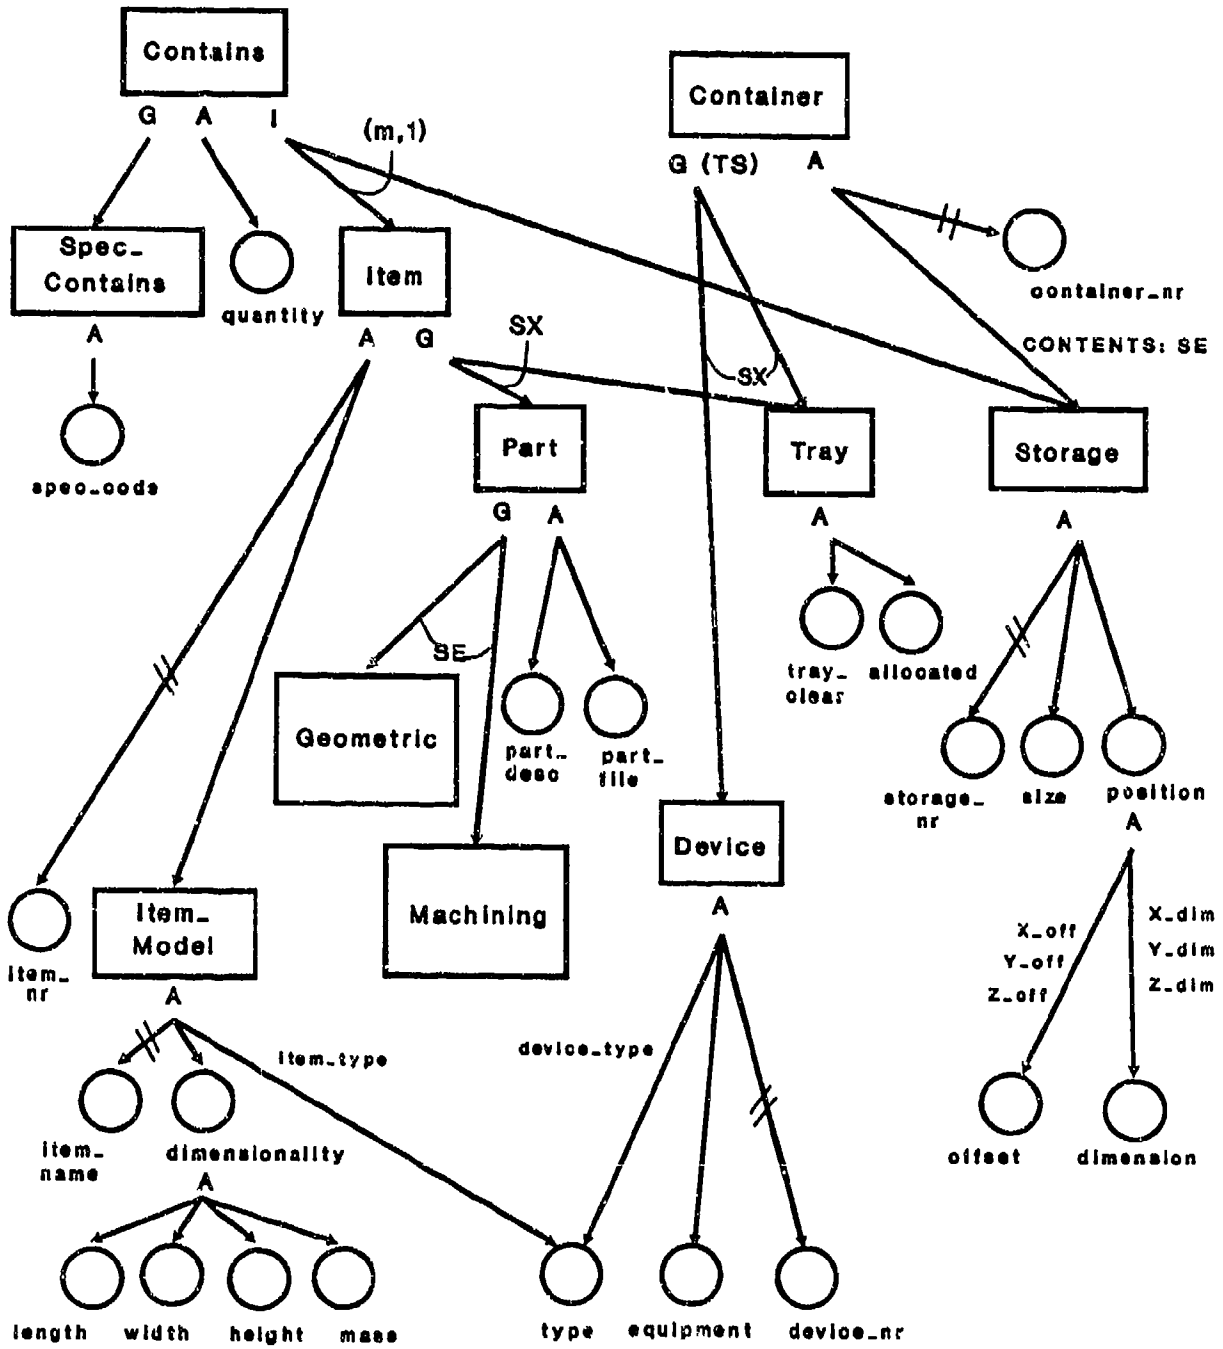 Contains
Container
G A I
(m,1)
G (TS) A
Spec_
Contains
quantity
Item
container_nr
A
A G
SX
CONTENTS: SE
SX
spec_code
Part
Tray
Storage
G A
A
A
SE
tray_
clear
allocated
Geometric
part_
desc
part_
file
storage_
nr
size
position
A
Device
Machining
A
Item_
Model
item_
nr
A
X_off
Y_off
Z_off
X_dim
Y_dim
Z_dim
item_type
device_type
item_
name
dimensionality
A
offset
dimension
length width height mass
type equipment device_nr